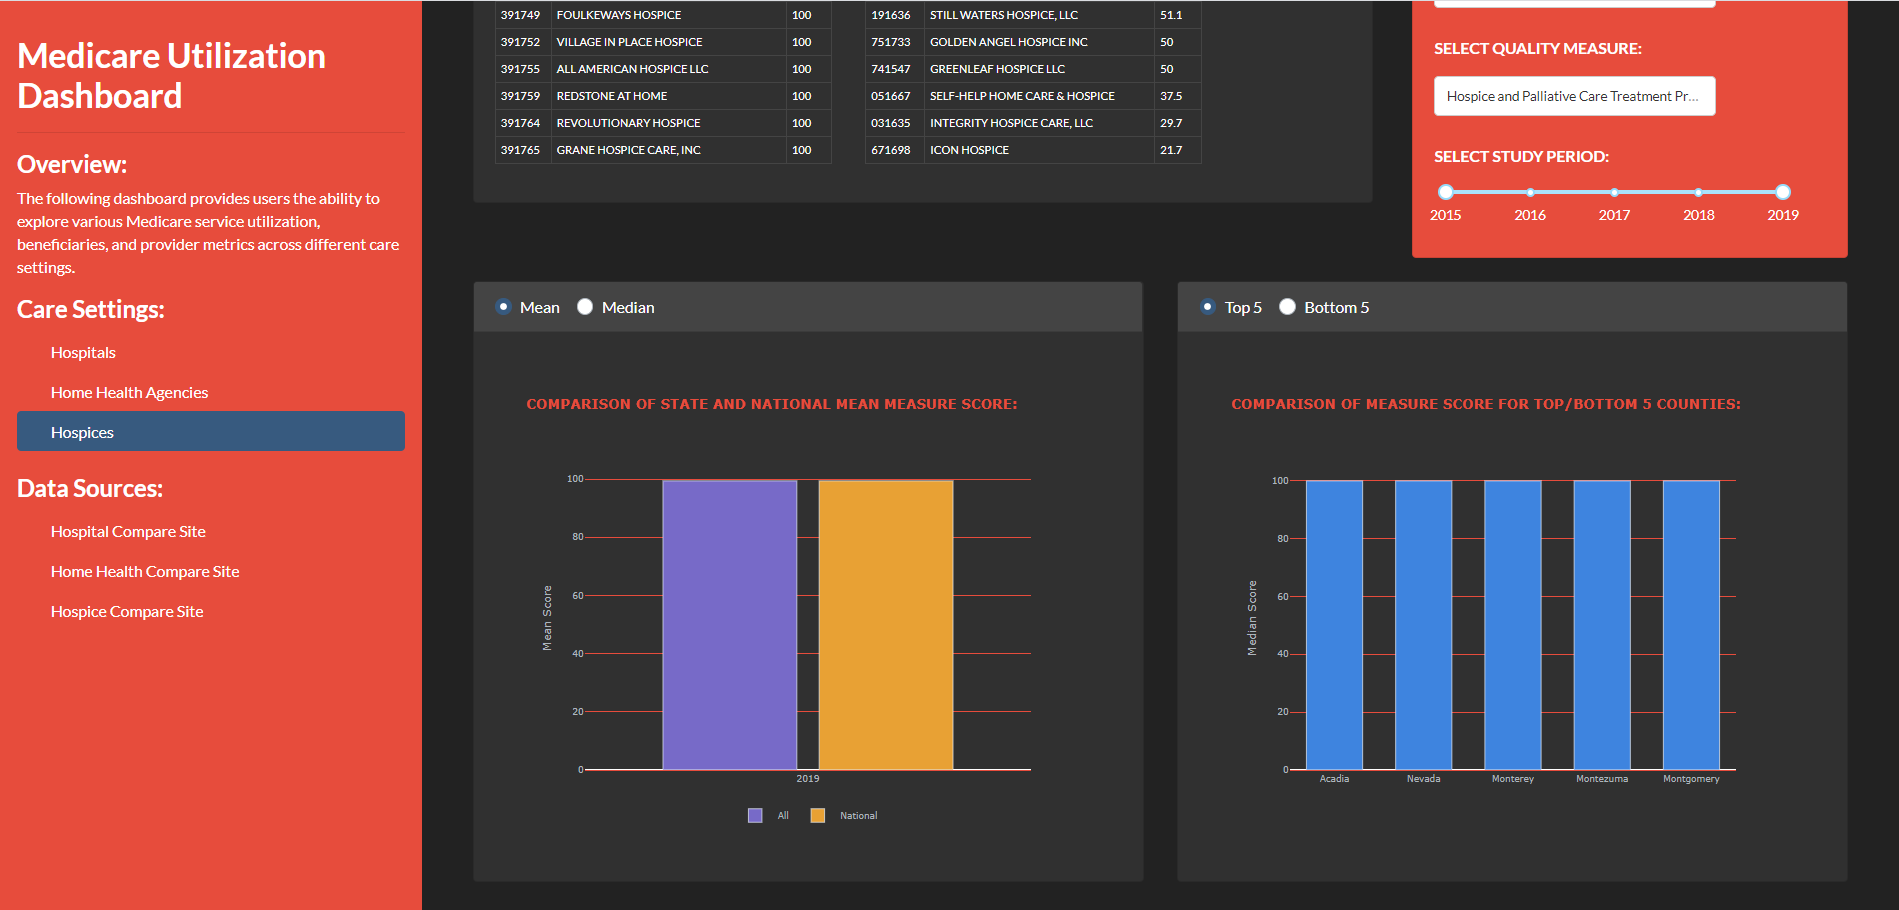 Medicare Utilization
Dashboard
Overview:
The following dashboard provides users the ability to
explore various Medicare service utilization,
beneficiaries, and provider metrics across different care
settings.
Care Settings:
Hospitals
Home Health Agencies
Hospices
Data Sources:
Hospital Compare Site
Home Health Compare Site
Hospice Compare Site
391749 FOULKEWAYS HOSPICE 100
391752 VILLAGE IN PLACE HOSPICE 100
391755 ALL AMERICAN HOSPICE LLC 100
391759 REDSTONE AT HOME 100
391764 REVOLUTIONARY HOSPICE 100
391765 GRANE HOSPICE CARE, INC 100
191636 STILL WATERS HOSPICE, LLC 51.1
751733 GOLDEN ANGEL HOSPICE INC 50
741547 GREENLEAF HOSPICE LLC 50
051667 SELF-HELP HOME CARE & HOSPICE 37.5
031635 INTEGRITY HOSPICE CARE, LLC 29.7
671698 ICON HOSPICE 21.7
SELECT QUALITY MEASURE:
Hospice and Palliative Care Treatment Pr...
SELECT STUDY PERIOD:
2015 2016 2017 2018 2019
Mean Median
COMPARISON OF STATE AND NATIONAL MEAN MEASURE SCORE:
Mean Score
100
80
60
40
20
0
2019
All National
Top 5 Bottom 5
COMPARISON OF MEASURE SCORE FOR TOP/BOTTOM 5 COUNTIES:
Median Score
100
80
60
40
20
0
Acadia Nevada Monterey Montezuma Montgomery